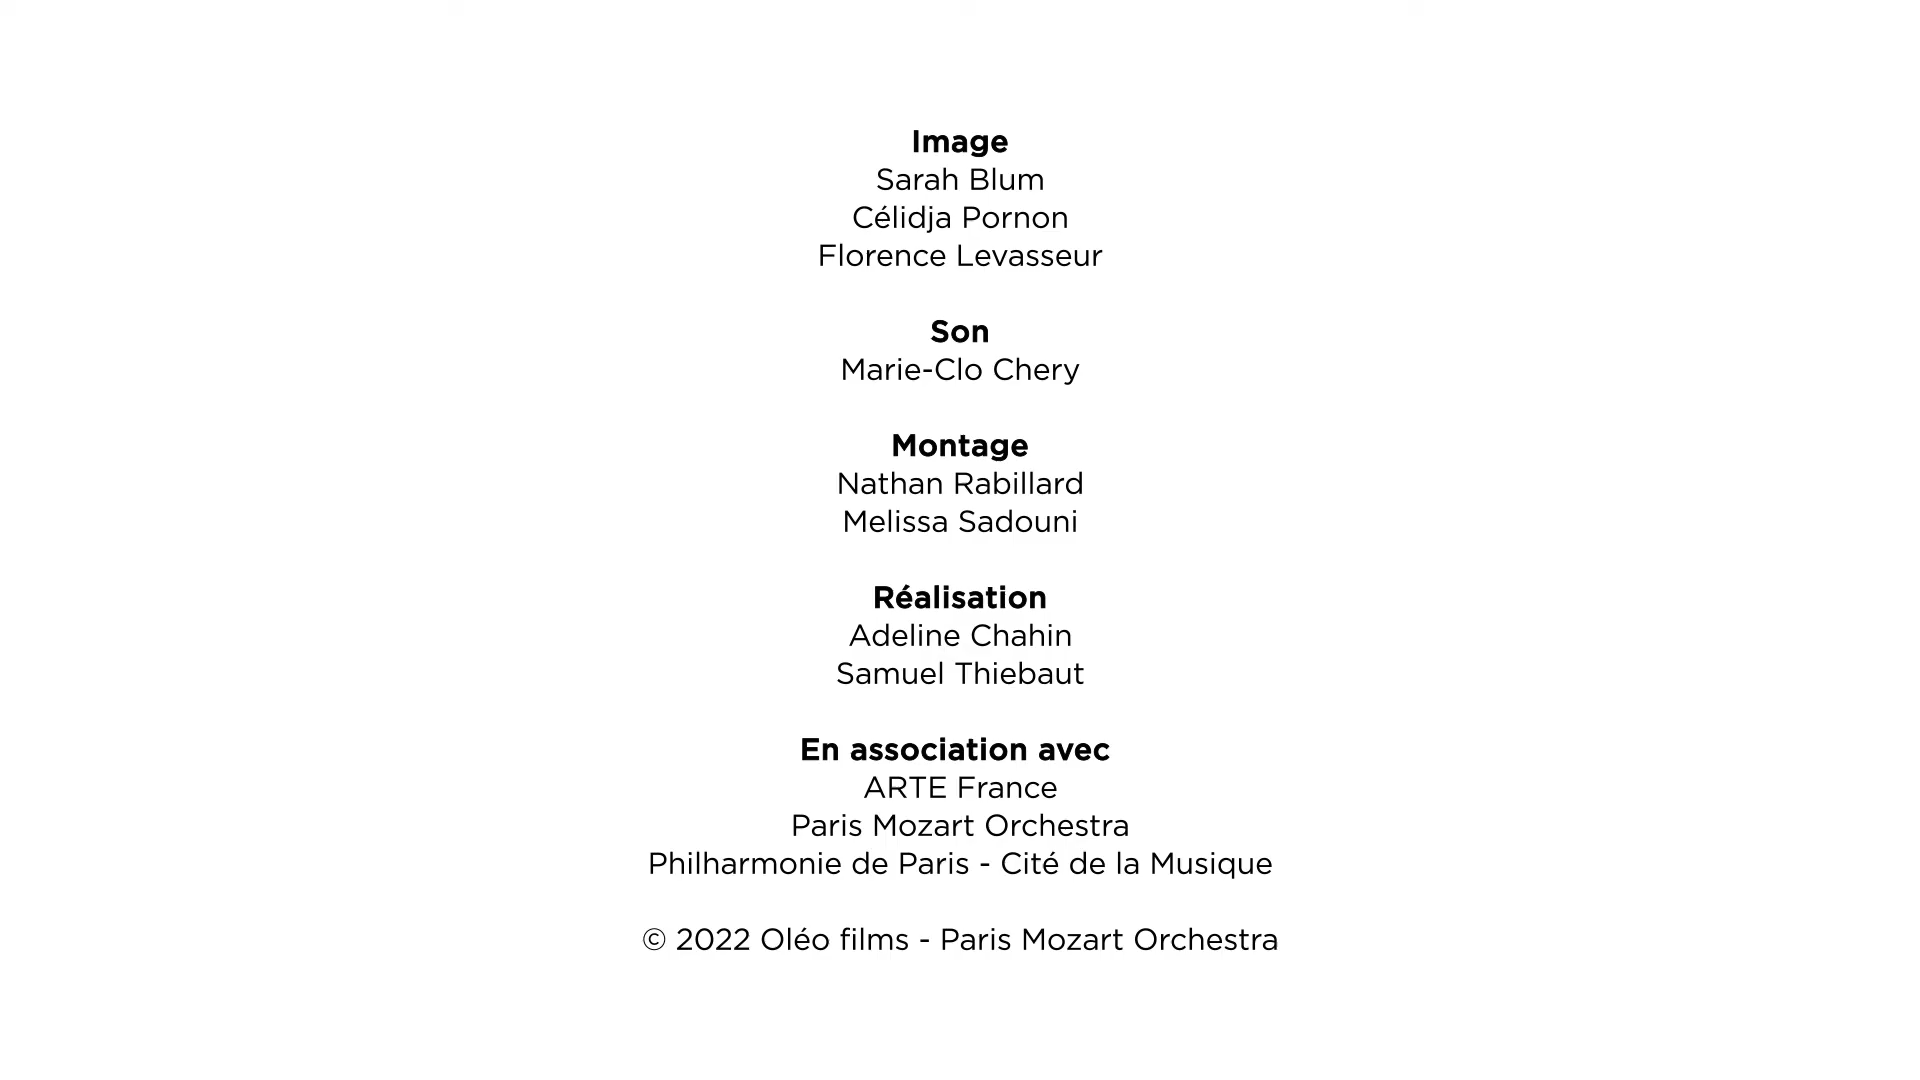 Image
Sarah Blum
Célidja Pornon
Florence Levasseur
Son
Marie-Clo Chery
Montage
Nathan Rabillard
Melissa Sadouni
Réalisation
Adeline Chahin
Samuel Thiebaut
En association avec
ARTE France
Paris Mozart Orchestra
Philharmonie de Paris - Cité de la Musique
© 2022 Oléo films - Paris Mozart Orchestra